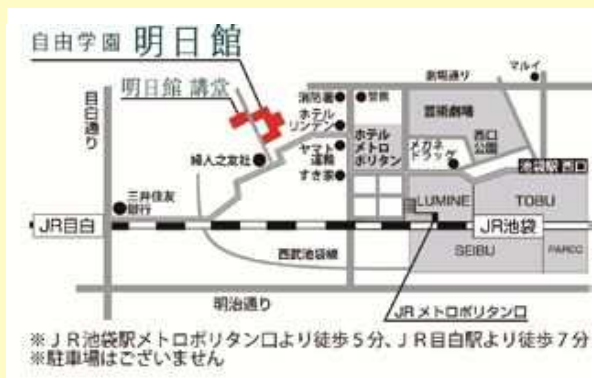 自由学園 明日館
明日館 講堂
目白通り
劇場通り
マルイ
消防署
警察
芸術劇場
ホテル
リンデン
ホテル
メトロ
ポリタン
西口
公園
メガネ
ドラッグ
ヤマト
運輸
池袋駅 西口
婦人之友社
すき家
三井住友
銀行
LUMINE
TOBU
JR目白
JR池袋
西武池袋線
SEIBU
PARCO
明治通り
JRメトロポリタン口
※JR池袋駅メトロポリタン口より徒歩5分、JR目白駅より徒歩7分
※駐車場はございません